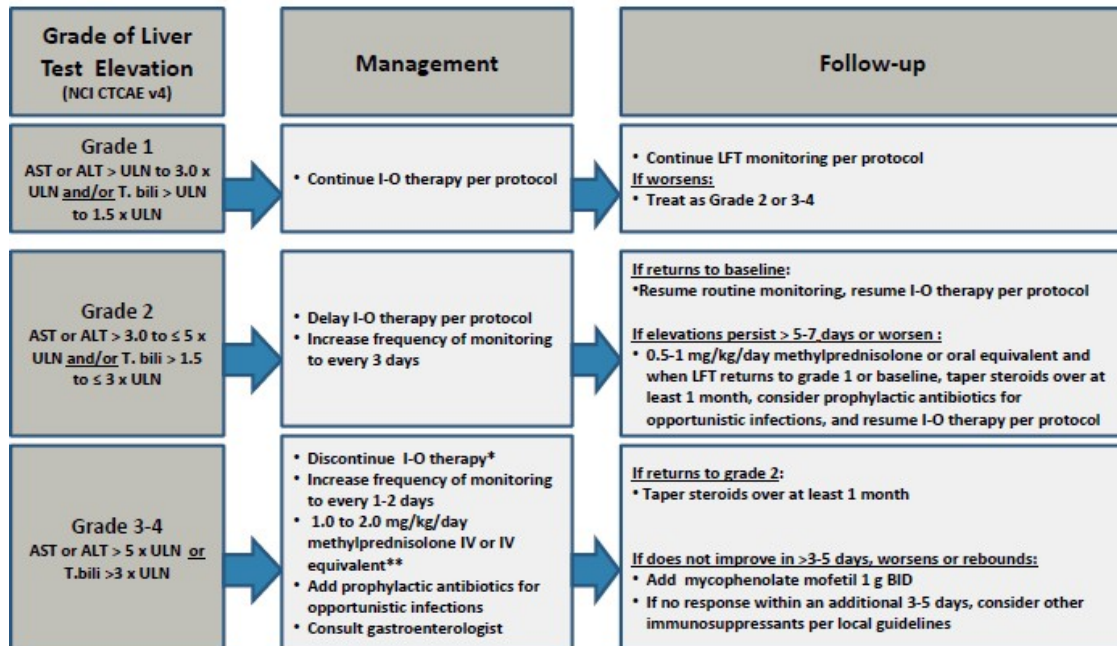 Grade of Liver
Test Elevation
(NCI CTCAE v4)
Management
Follow-up
Grade 1
AST or ALT > ULN to 3.0 x
ULN and/or T. bili > ULN
to 1.5 x ULN
• Continue I-O therapy per protocol
• Continue LFT monitoring per protocol
If worsens:
• Treat as Grade 2 or 3-4
Grade 2
AST or ALT > 3.0 to ≤ 5 x
ULN and/or T. bili > 1.5
to ≤ 3 x ULN
• Delay I-O therapy per protocol
• Increase frequency of monitoring
to every 3 days
If returns to baseline:
•Resume routine monitoring, resume I-O therapy per protocol
If elevations persist > 5-7 days or worsen :
• 0.5-1 mg/kg/day methylprednisolone or oral equivalent and
when LFT returns to grade 1 or baseline, taper steroids over at
least 1 month, consider prophylactic antibiotics for
opportunistic infections, and resume I-O therapy per protocol
Grade 3-4
AST or ALT > 5 x ULN or
T.bili >3 x ULN
• Discontinue I-O therapy*
• Increase frequency of monitoring
to every 1-2 days
• 1.0 to 2.0 mg/kg/day
methylprednisolone IV or IV
equivalent**
• Add prophylactic antibiotics for
opportunistic infections
• Consult gastroenterologist
If returns to grade 2:
• Taper steroids over at least 1 month
If does not improve in >3-5 days, worsens or rebounds:
• Add mycophenolate mofetil 1 g BID
• If no response within an additional 3-5 days, consider other
immunosuppressants per local guidelines